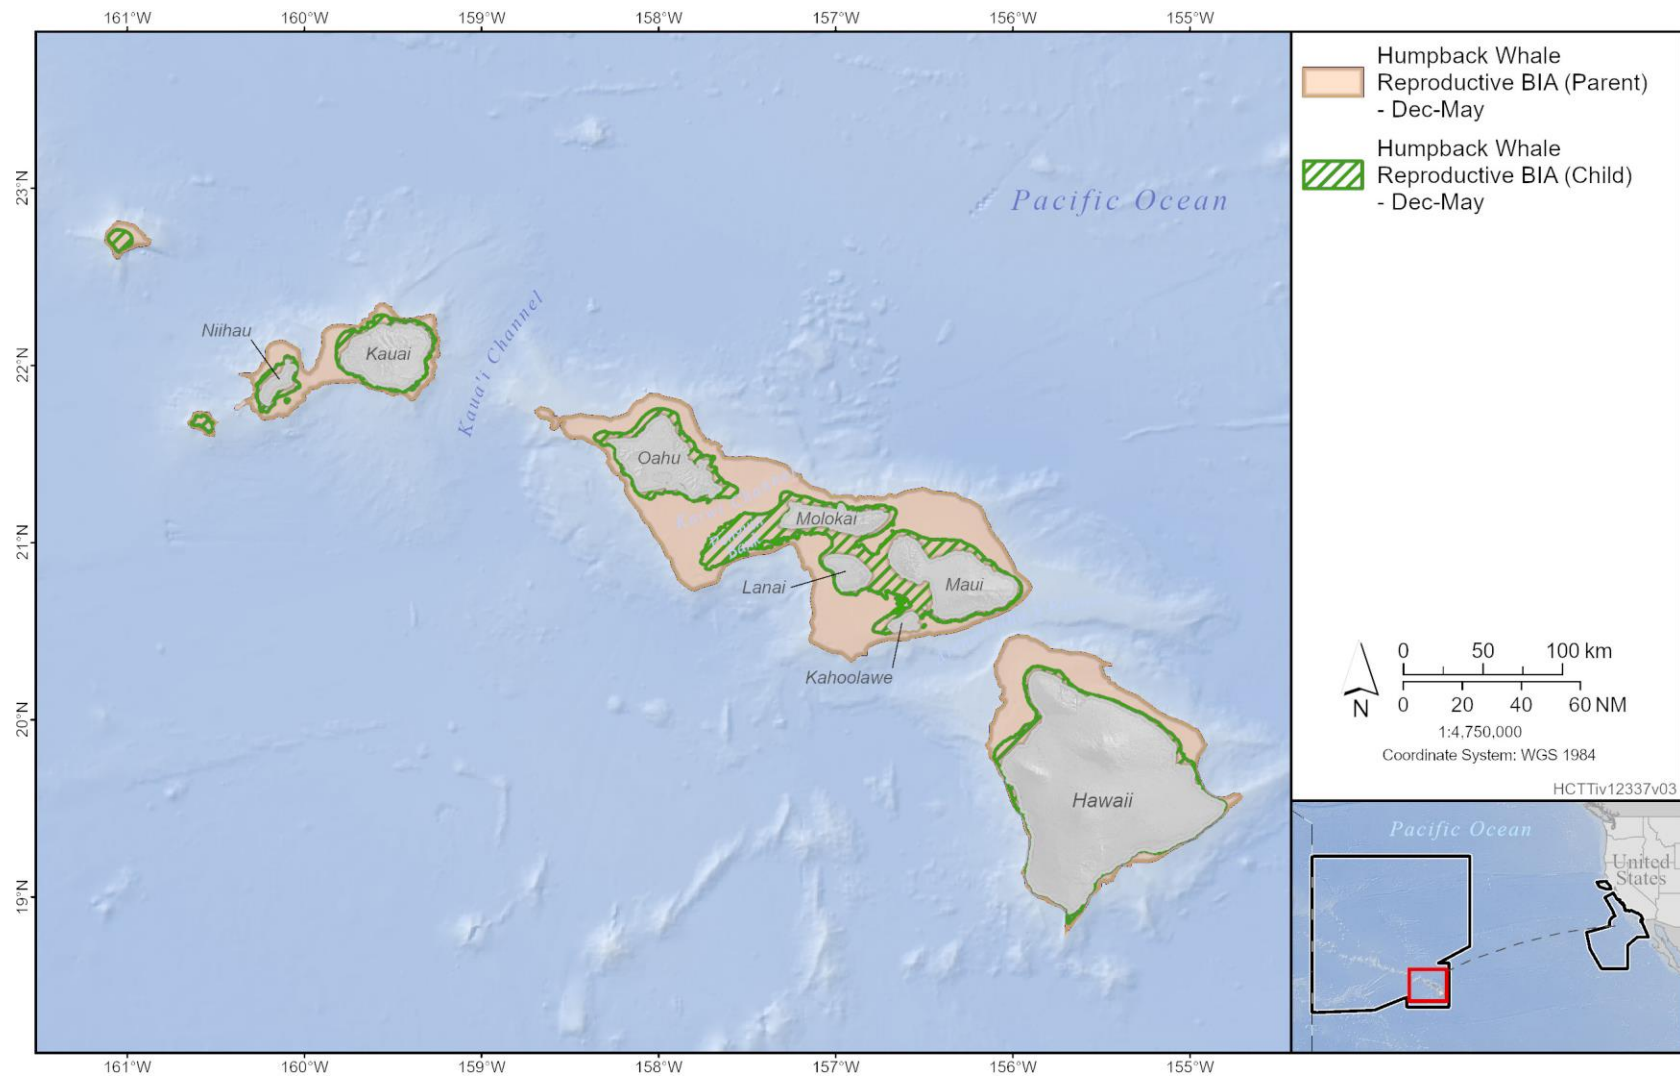 161°W 160°W 159°W 158°W 157°W 156°W 155°W
23°N
22°N
21°N
20°N
19°N
Pacific Ocean
Kaua'i Channel
Niihau
Kauai
Oahu
Molokai
Lanai
Maui
Kahoolawe
Hawaii
161°W 160°W 159°W 158°W 157°W 156°W 155°W
Humpback Whale
Reproductive BIA (Parent)
- Dec-May
Humpback Whale
Reproductive BIA (Child)
- Dec-May
N
0 50 100 km
0 20 40 60 NM
1:4,750,000
Coordinate System: WGS 1984
HCTTiv12337v03
Pacific Ocean
United
States